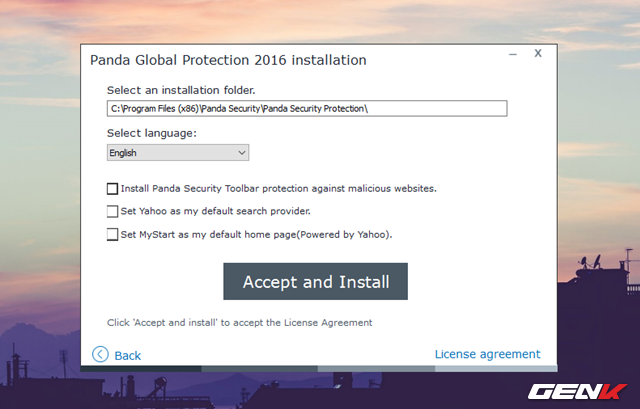 Panda Global Protection 2016 installation
Select an installation folder.
C:\Program Files (x86)\Panda Security\Panda Security Protection\
Select language:
English
Install Panda Security Toolbar protection against malicious websites.
Set Yahoo as my default search provider.
Set MyStart as my default home page(Powered by Yahoo).
Accept and Install
Click 'Accept and install' to accept the License Agreement
Back
License agreement
GENK